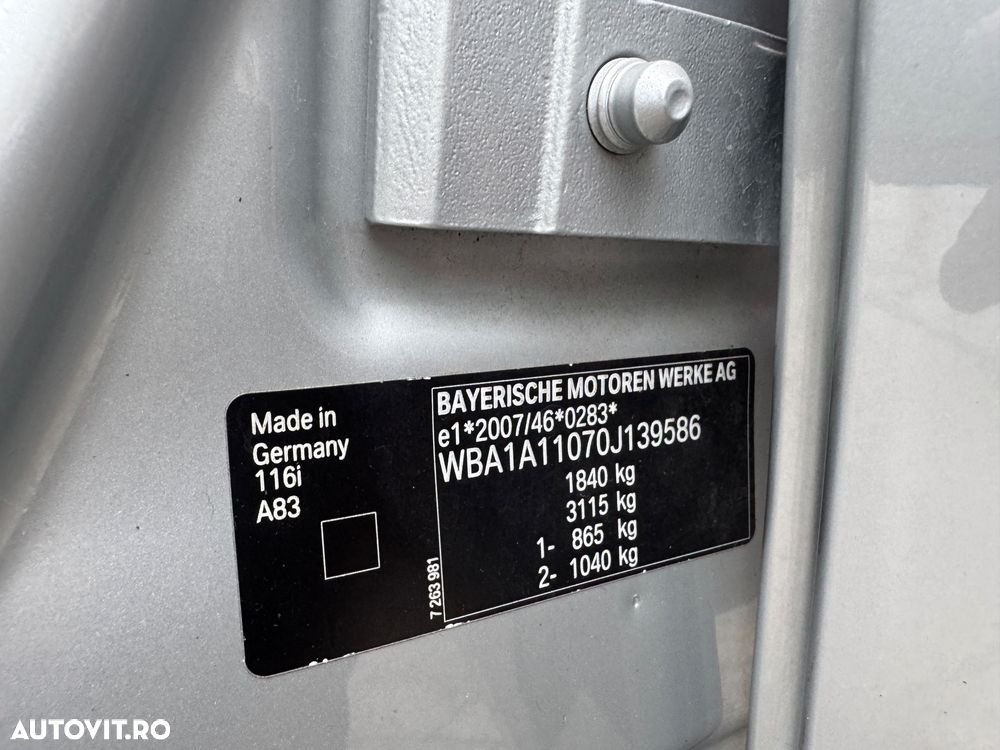 Made in
Germany
116i
A83
7 263 981
BAYERISCHE MOTOREN WERKE AG
e1*2007/46*0283*
WBA1A11070J139586
1840 kg
3115 kg
1- 865 kg
2- 1040 kg
AUTOVIT.RO